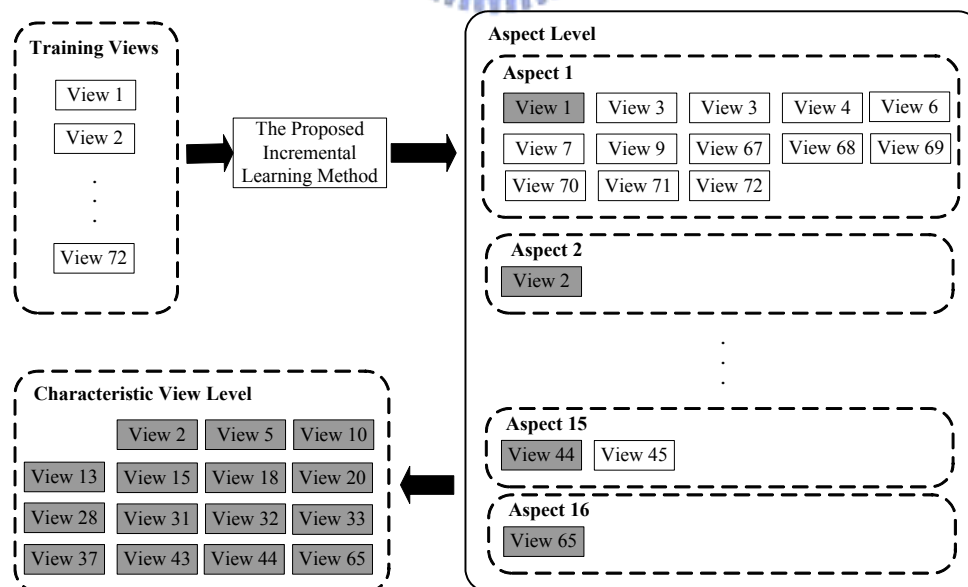 Training Views
View 1
View 2
.
.
.
View 72
The Proposed
Incremental
Learning Method
Aspect Level
Aspect 1
View 1 View 3 View 3 View 4 View 6
View 7 View 9 View 67 View 68 View 69
View 70 View 71 View 72
Aspect 2
View 2
.
.
.
Aspect 15
View 44 View 45
Aspect 16
View 65
Characteristic View Level
View 2 View 5 View 10
View 13 View 15 View 18 View 20
View 28 View 31 View 32 View 33
View 37 View 43 View 44 View 65